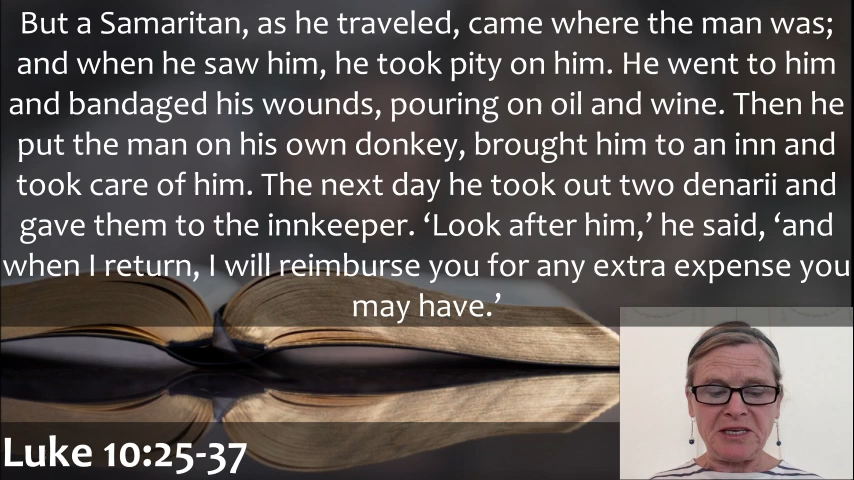 But a Samaritan, as he traveled, came where the man was;
and when he saw him, he took pity on him. He went to him
and bandaged his wounds, pouring on oil and wine. Then he
put the man on his own donkey, brought him to an inn and
took care of him. The next day he took out two denarii and
gave them to the innkeeper. ‘Look after him,’ he said, ‘and
when I return, I will reimburse you for any extra expense you
may have.’
Luke 10:25-37